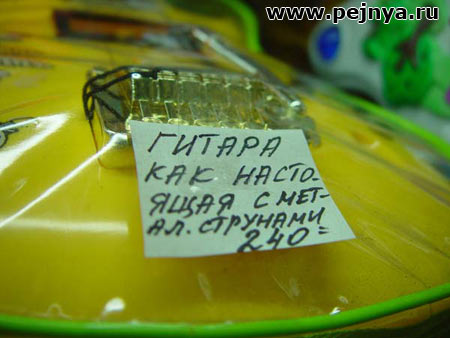 www.pejnya.ru
ГИТАРА
КАК НАСТО-
ЯЩАЯ С МЕТ-
АЛ. СТРУНАМИ
240=